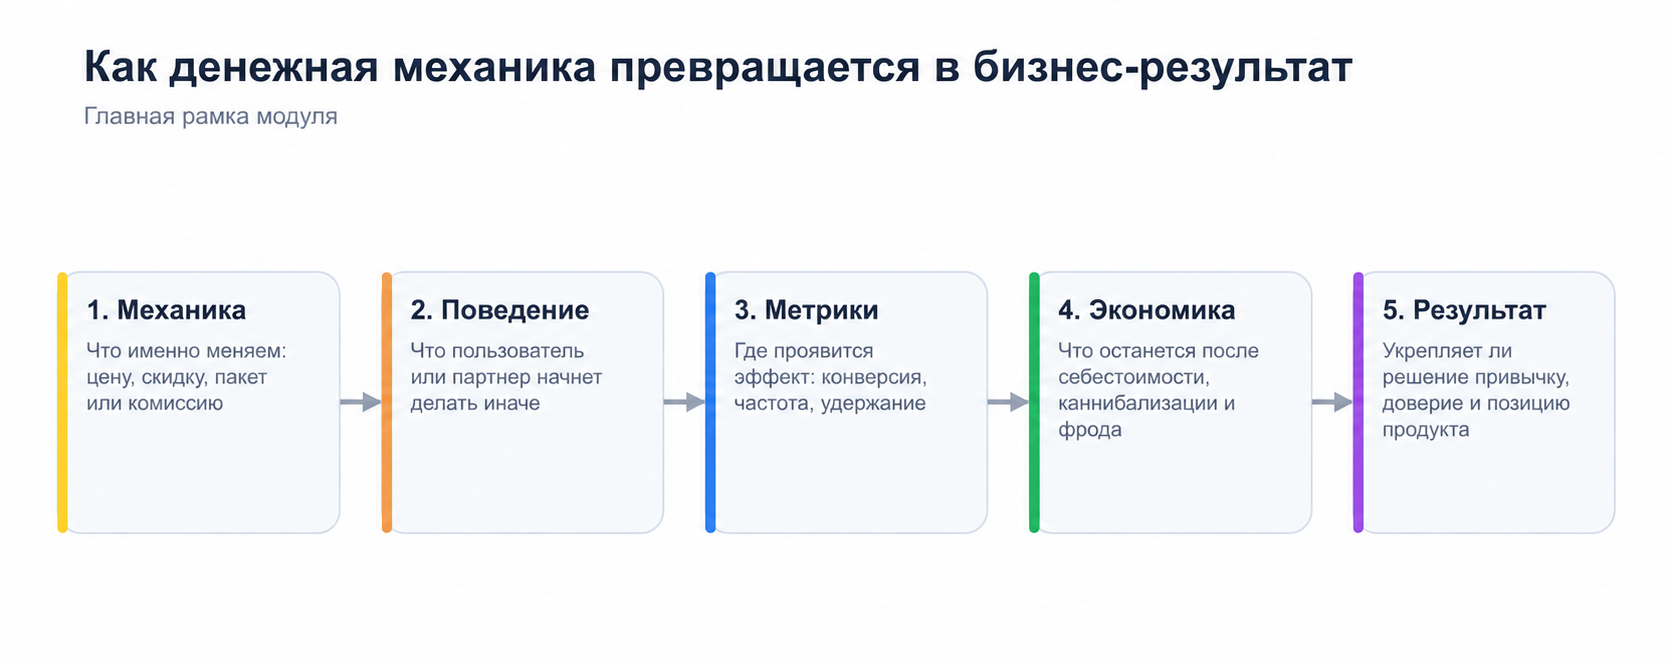 Как денежная механика превращается в бизнес-результат
Главная рамка модуля
1. Механика
Что именно меняем:
цену, скидку, пакет
или комиссию
2. Поведение
Что пользователь
или партнер начнет
делать иначе
3. Метрики
Где проявится
эффект: конверсия,
частота, удержание
4. Экономика
Что останется после
себестоимости,
каннибализации и
фрода
5. Результат
Укрепляет ли
решение привычку,
доверие и позицию
продукта